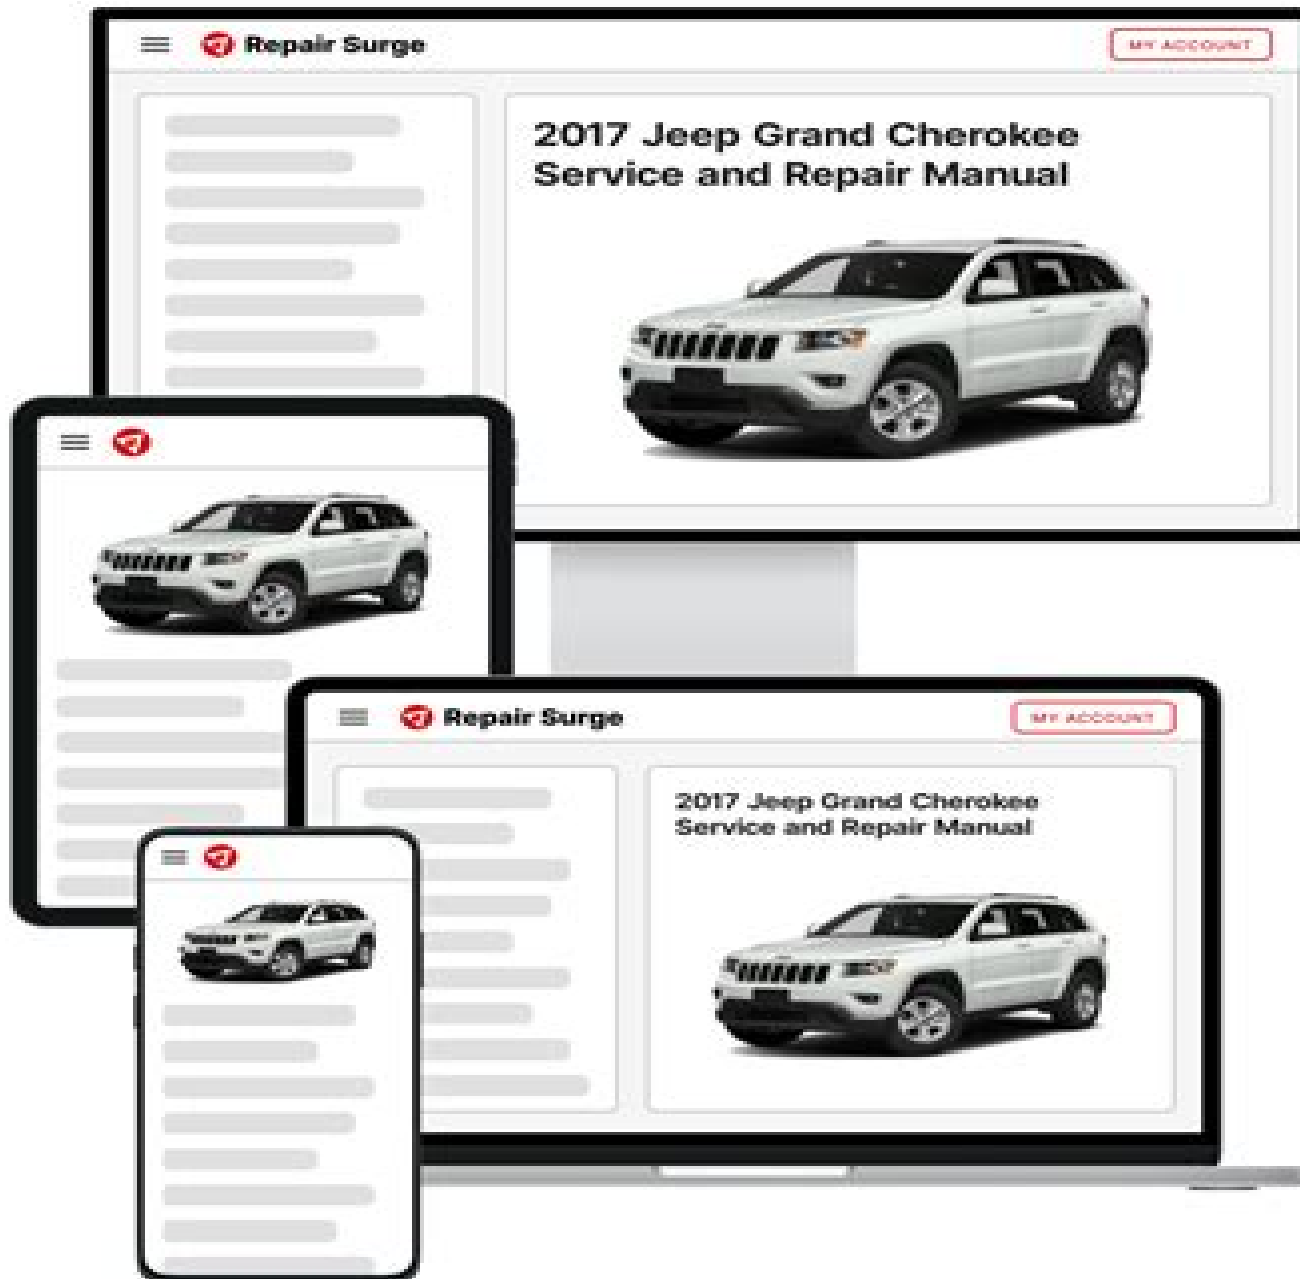 Repair Surge
MY ACCOUNT
2017 Jeep Grand Cherokee
Service and Repair Manual
Repair Surge
MY ACCOUNT
2017 Jeep Grand Cherokee
Service and Repair Manual